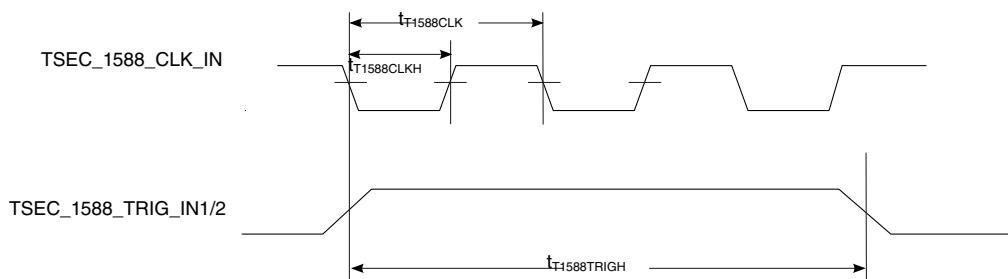 tT1588CLK
TSEC_1588_CLK_IN
tT1588CLKH
TSEC_1588_TRIG_IN1/2
tT1588TRIGH